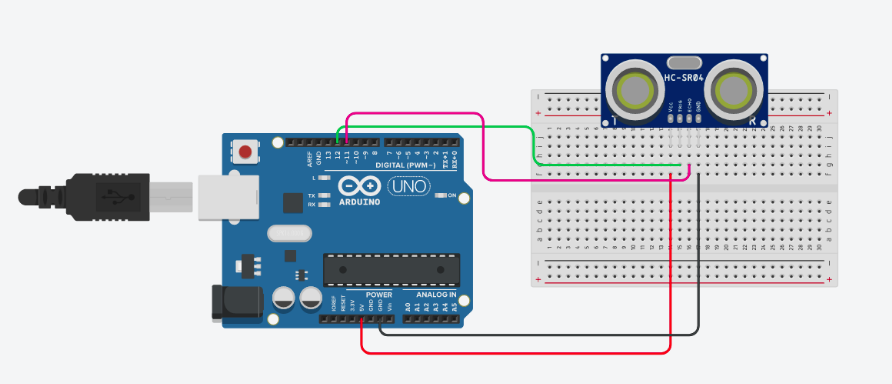 HC-SR04
VCC
TRIG
ECHO
GND
T
R
AREF
GND
13
12
~11
~10
~9
8
7
~6
~5
4
~3
2
TX→1
RX←0
DIGITAL (PWM~)
L
TX
RX
UNO
ARDUINO
ON
POWER
ANALOG IN
IOREF
RESET
3.3V
5V
GND
GND
Vin
A0
A1
A2
A3
A4
A5
j
i
h
g
f
e
d
c
b
a